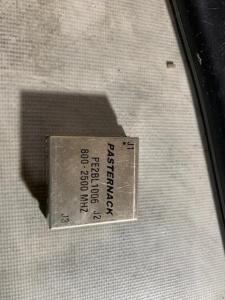 J1
PASTERNACK
PE2BL1006 J2
800-2500 MHZ
J3